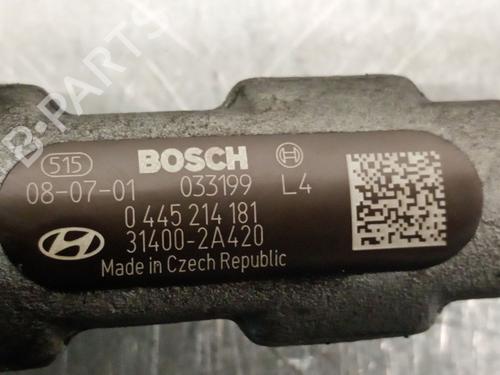 515 BOSCH
08-07-01 033199 L4
0 445 214 181
31400-2A420
Made in Czech Republic
B-PARTS